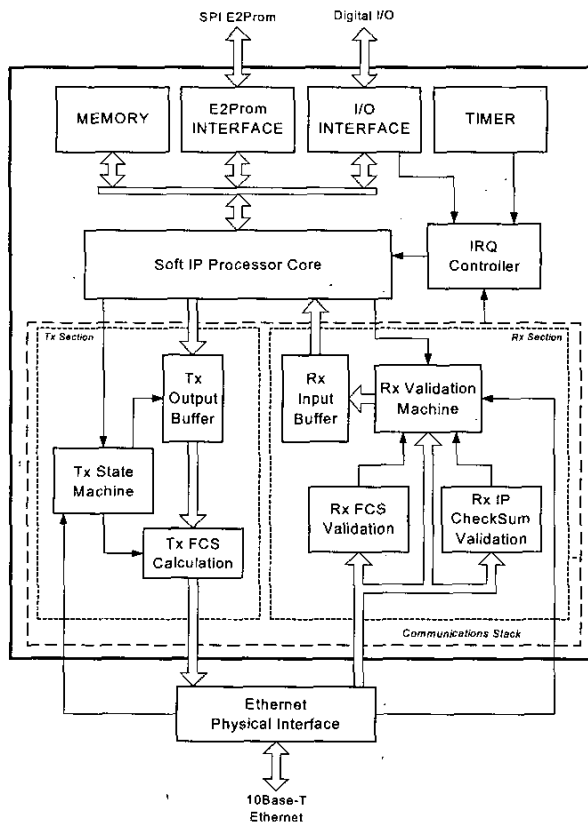 SPI E2Prom
Digital I/O
MEMORY
E2Prom
INTERFACE
I/O
INTERFACE
TIMER
Soft IP Processor Core
IRQ
Controller
Tx Section
Rx Section
Tx
Output
Buffer
Rx
Input
Buffer
Rx Validation
Machine
Tx State
Machine
Rx FCS
Validation
Rx IP
CheckSum
Validation
Tx FCS
Calculation
Communications Stack
Ethernet
Physical Interface
10Base-T
Ethernet